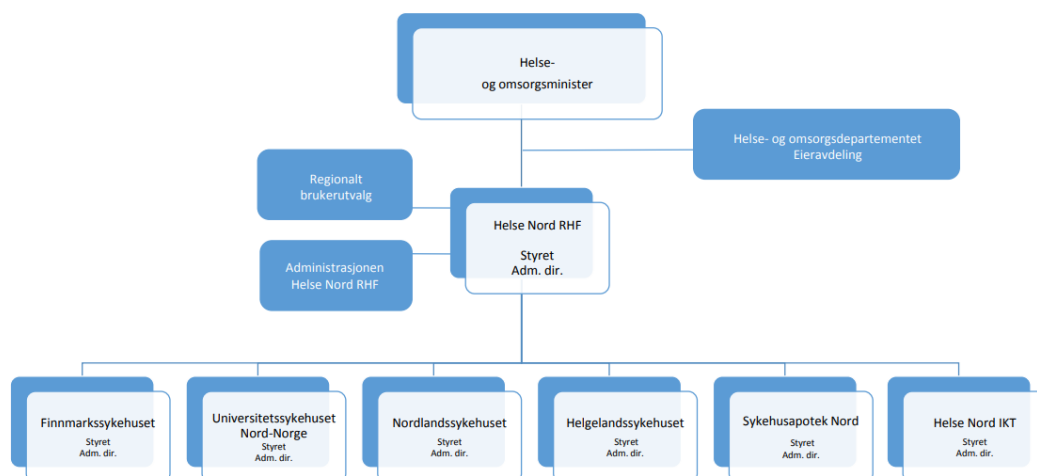 Helse-
og omsorgsminister
Helse- og omsorgsdepartementet
Eieravdeling
Regionalt
brukerutvalg
Helse Nord RHF
Styret
Adm. dir.
Administrasjonen
Helse Nord RHF
Finnmarkssykehuset
Styret
Adm. dir.
Universitetssykehuset
Nord-Norge
Styret
Adm. dir.
Nordlandssykehuset
Styret
Adm. dir.
Helgelandssykehuset
Styret
Adm. dir.
Sykehusapotek Nord
Styret
Adm. dir.
Helse Nord IKT
Styret
Adm. dir.